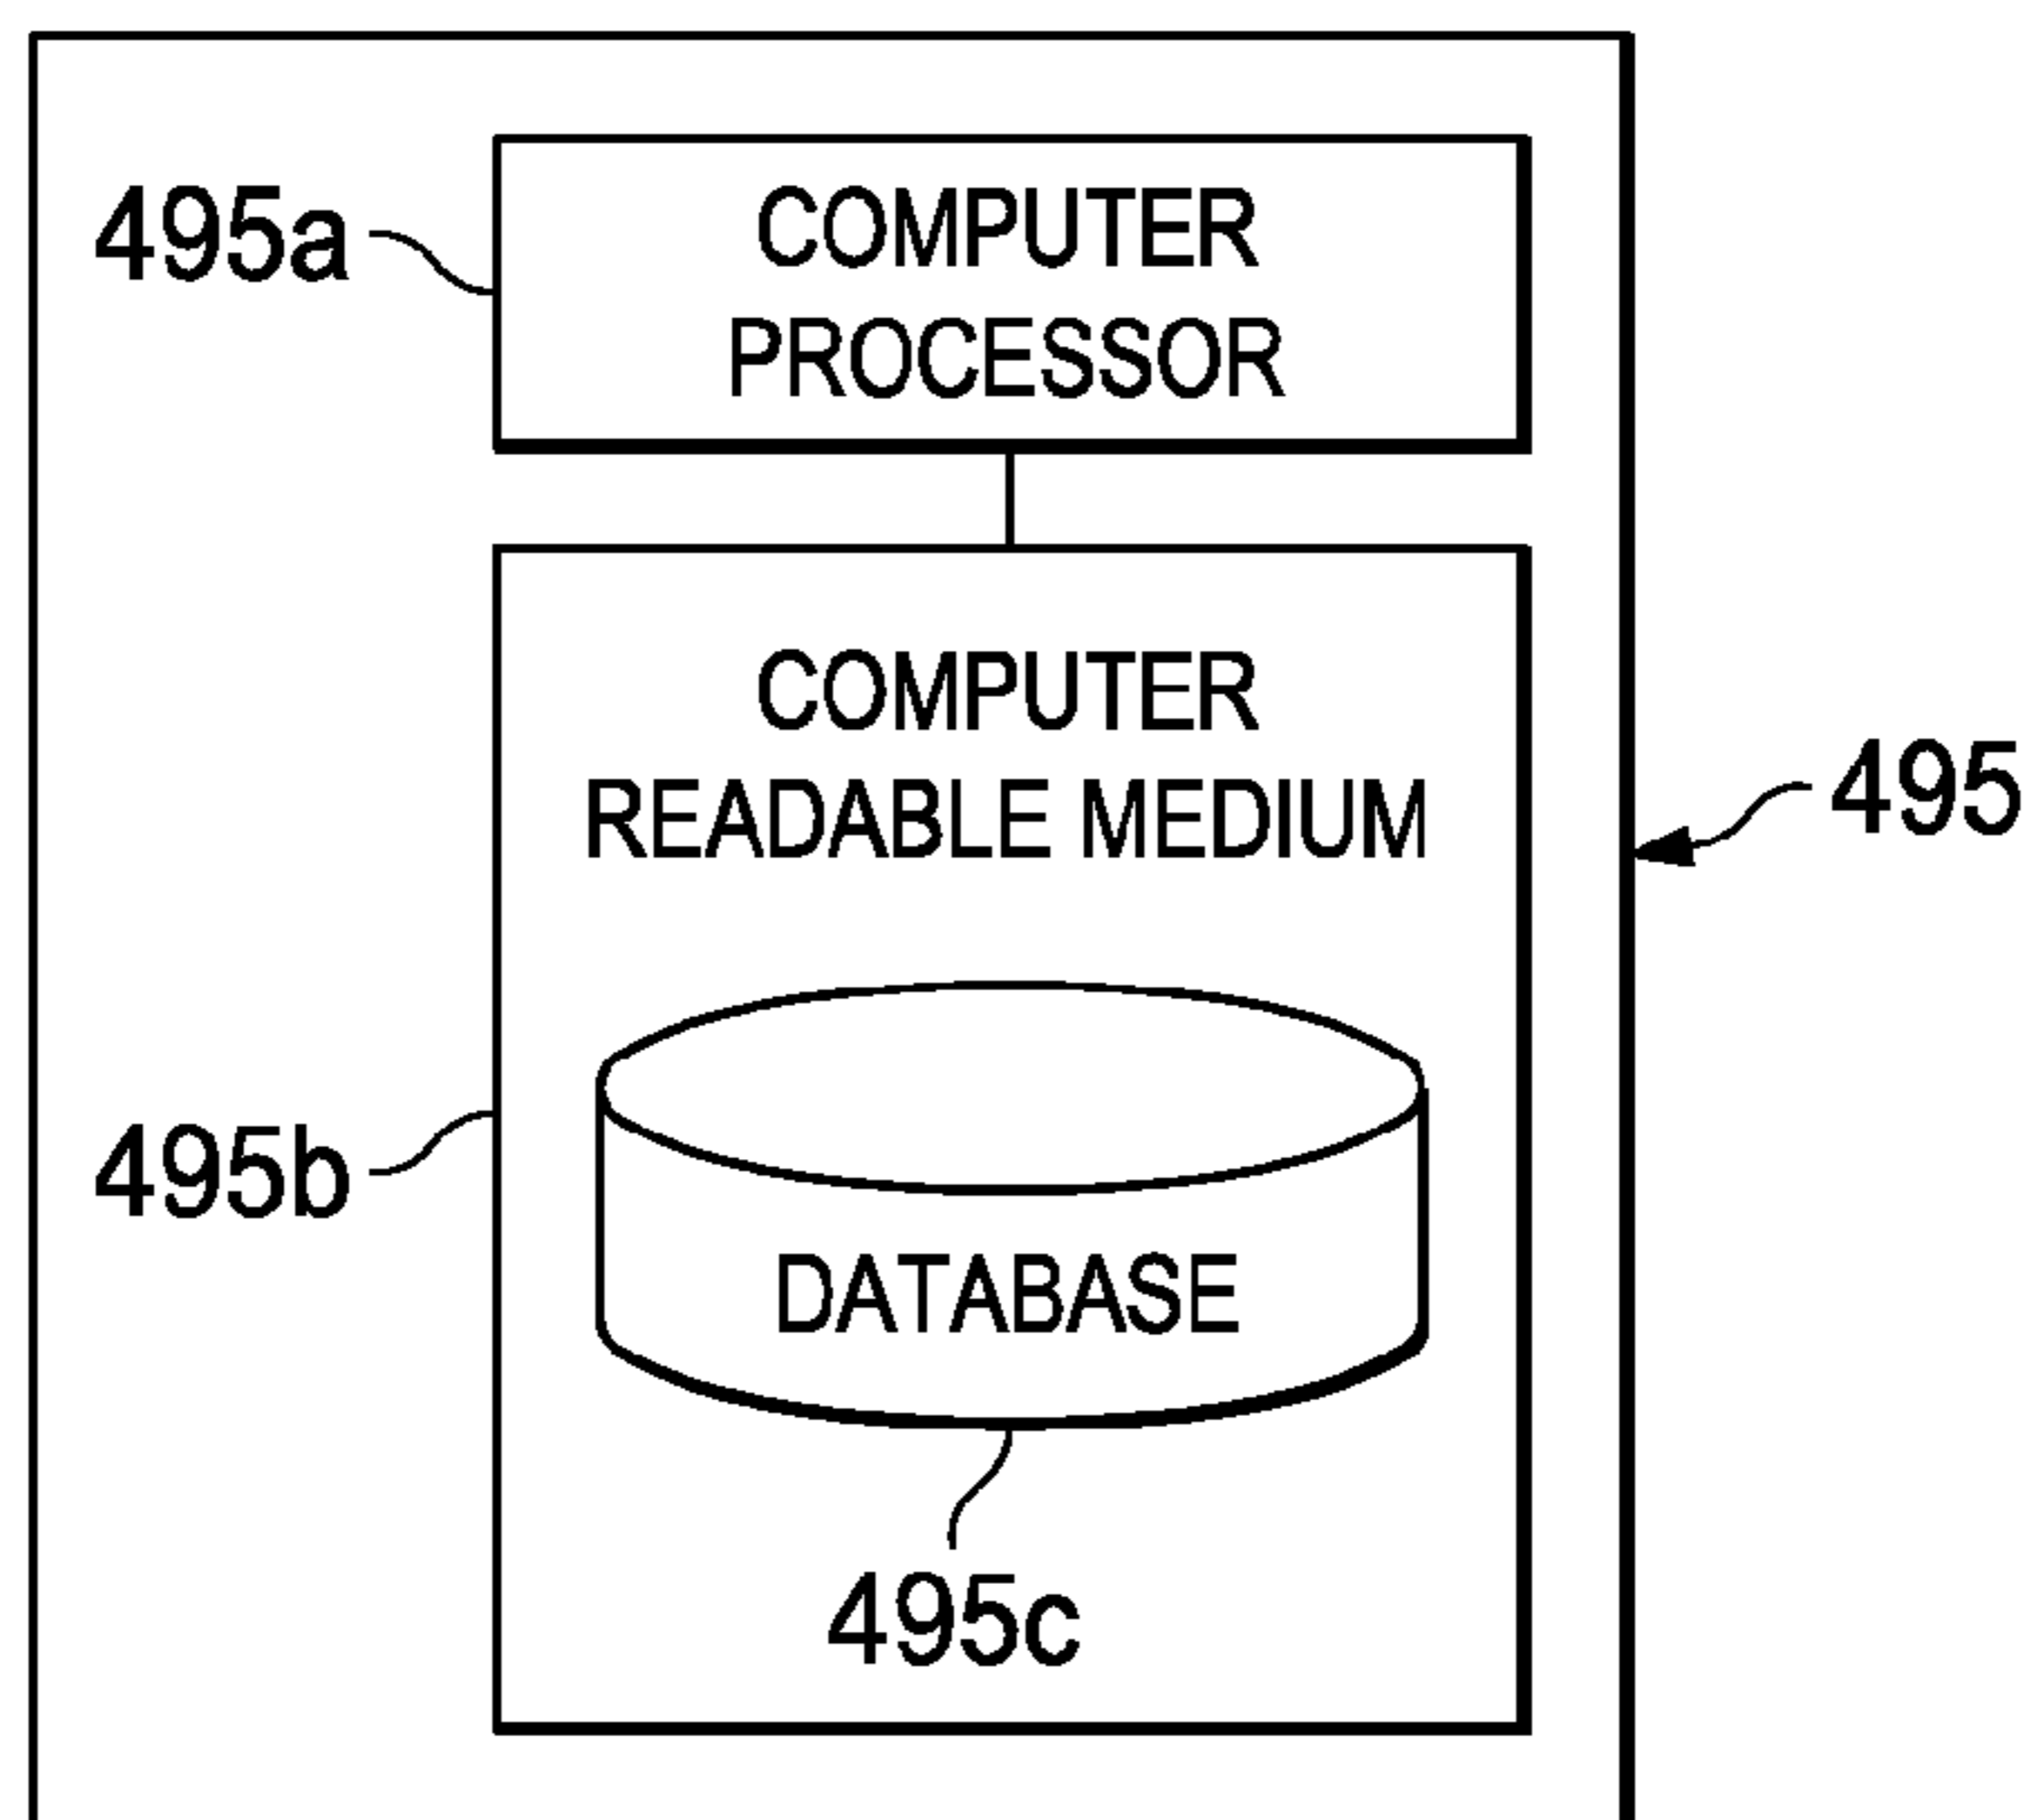 495a
COMPUTER
PROCESSOR
COMPUTER
READABLE MEDIUM
495
495b
DATABASE
495c